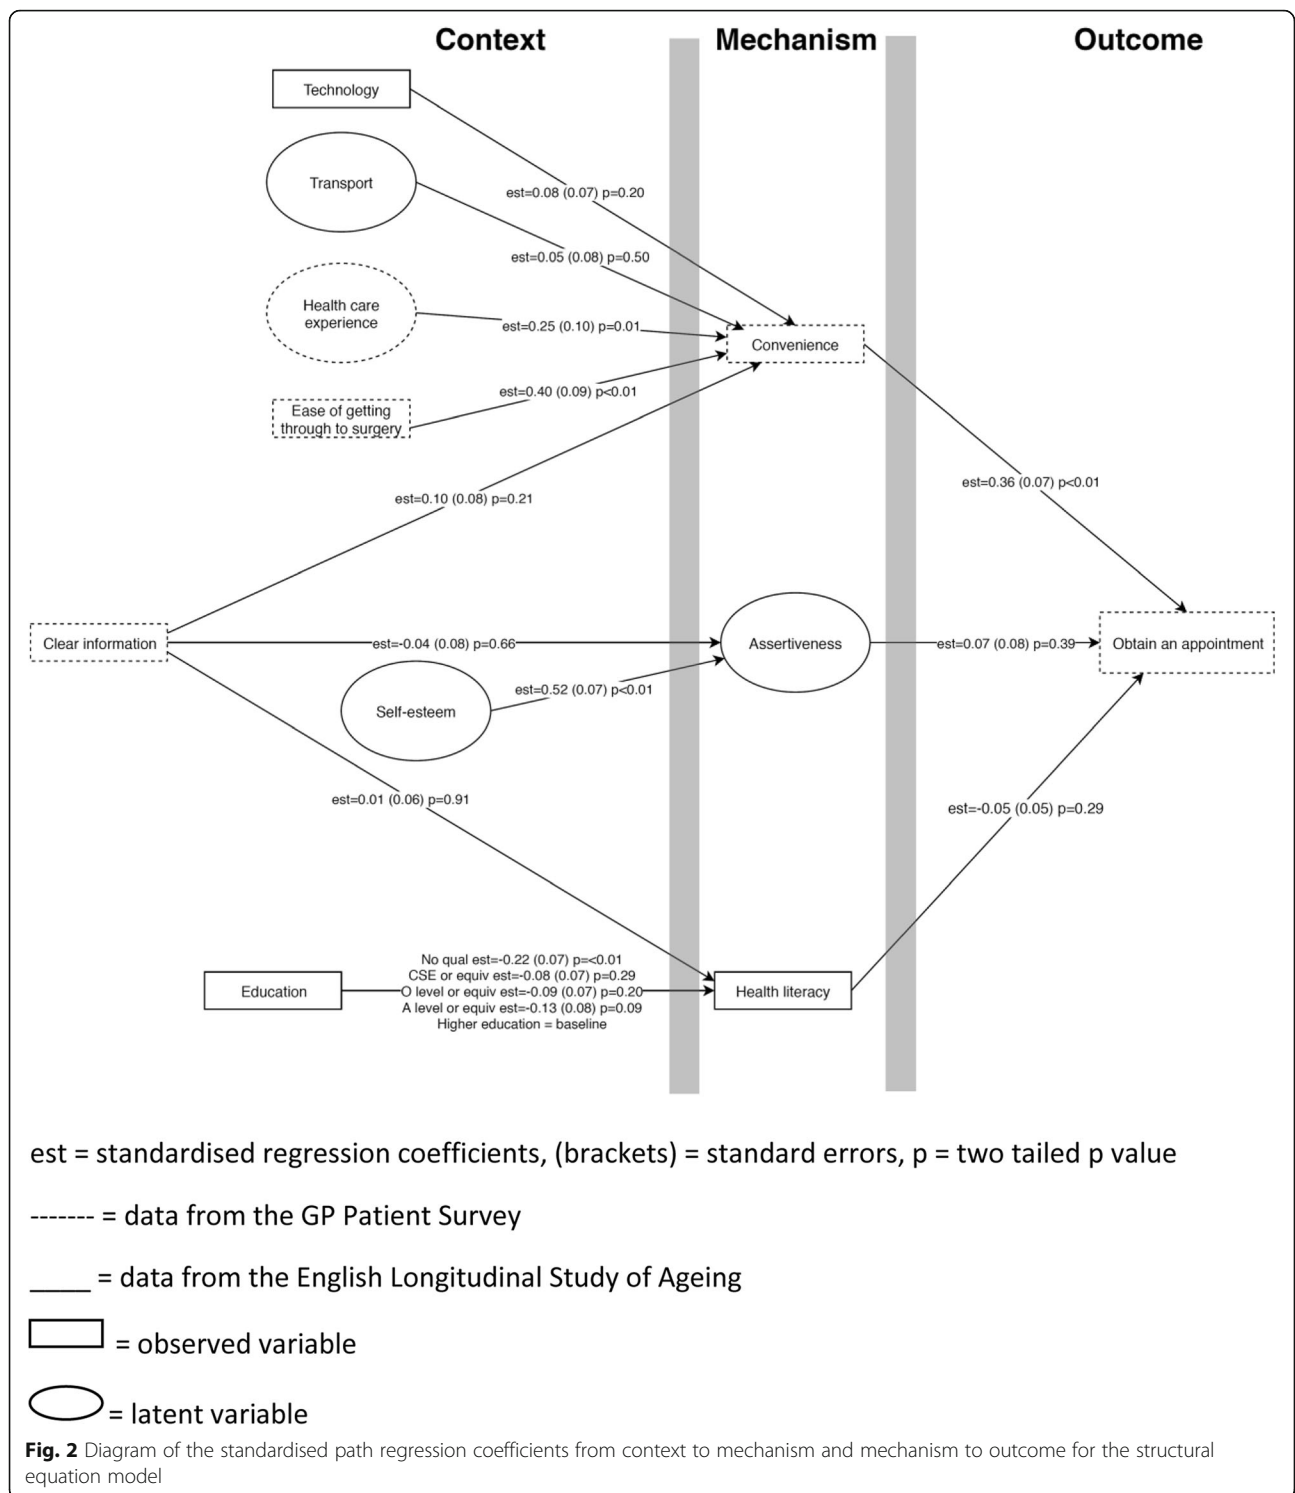 Context
Mechanism
Outcome
Technology
Transport
est=0.08 (0.07) p=0.20
est=0.05 (0.08) p=0.50
Health care
experience
est=0.25 (0.10) p=0.01
Convenience
est=0.40 (0.09) p<0.01
Ease of getting
through to surgery
est=0.36 (0.07) p<0.01
est=0.10 (0.08) p=0.21
Clear information
est=-0.04 (0.08) p=0.66
Assertiveness
est=0.07 (0.08) p=0.39
Obtain an appointment
est=0.52 (0.07) p<0.01
Self-esteem
est=0.01 (0.06) p=0.91
est=-0.05 (0.05) p=0.29
Education
No qual est=-0.22 (0.07) p=<0.01
CSE or equiv est=-0.08 (0.07) p=0.29
O level or equiv est=-0.09 (0.07) p=0.20
A level or equiv est=-0.13 (0.08) p=0.09
Higher education = baseline
Health literacy
est = standardised regression coefficients, (brackets) = standard errors, p = two tailed p value
------- = data from the GP Patient Survey
____ = data from the English Longitudinal Study of Ageing
= observed variable
= latent variable
Fig. 2 Diagram of the standardised path regression coefficients from context to mechanism and mechanism to outcome for the structural
equation model